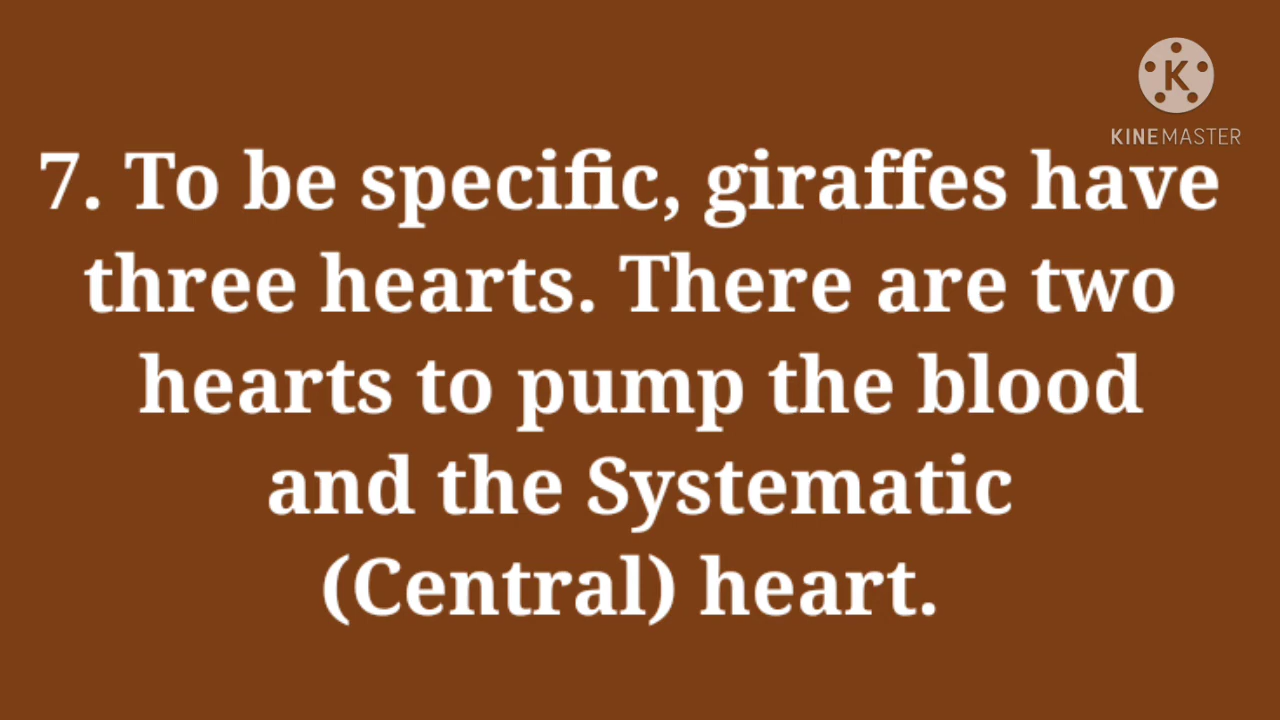 K
KINEMASTER
7. To be specific, giraffes have
three hearts. There are two
hearts to pump the blood
and the Systematic
(Central) heart.